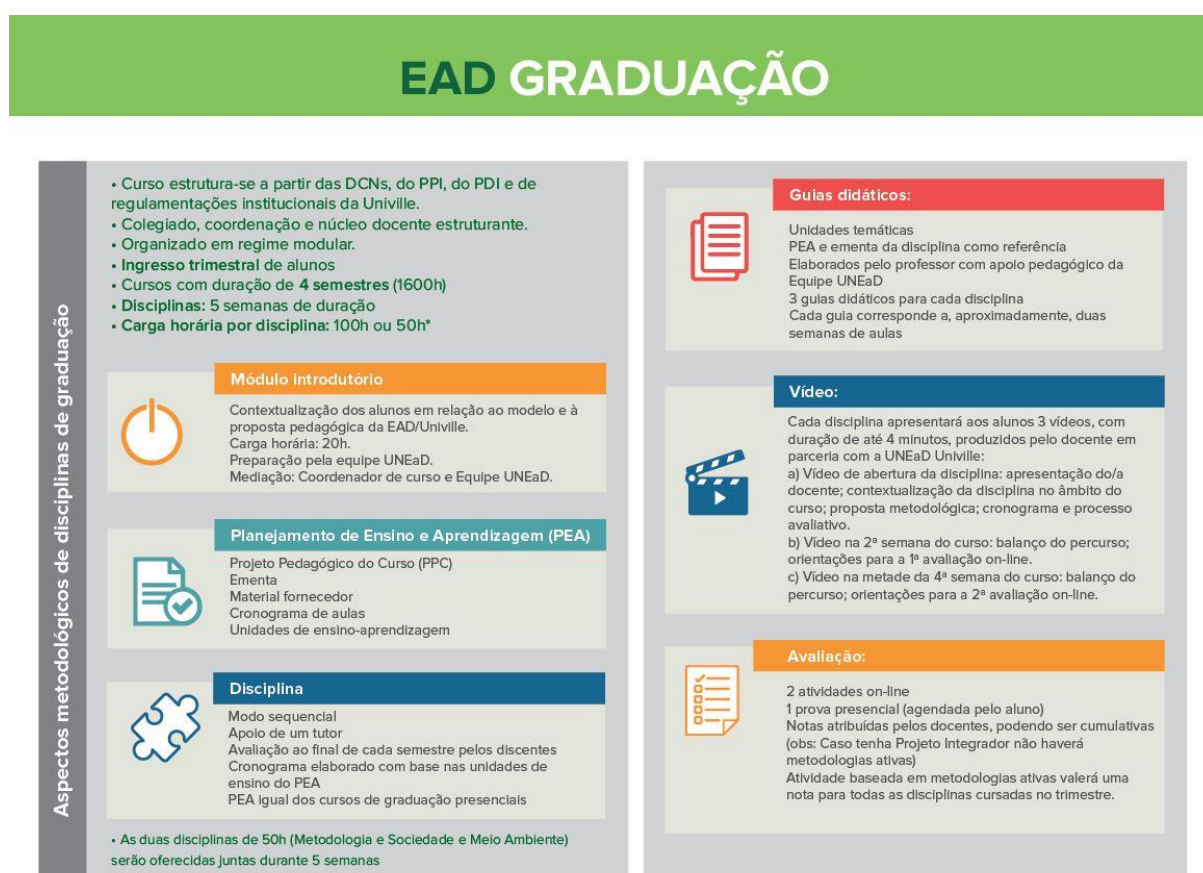 EAD GRADUAÇÃO
Aspectos metodológicos de disciplinas de graduação
• Curso estrutura-se a partir das DCNs, do PPI, do PDI e de
regulamentações institucionais da Univille.
• Colegiado, coordenação e núcleo docente estruturante.
• Organizado em regime modular.
• Ingresso trimestral de alunos
• Cursos com duração de 4 semestres (1600h)
• Disciplinas: 5 semanas de duração
• Carga horária por disciplina: 100h ou 50h*
Módulo introdutório
Contextualização dos alunos em relação ao modelo e à
proposta pedagógica da EAD/Univille.
Carga horária: 20h.
Preparação pela equipe UNEaD.
Mediação: Coordenador de curso e Equipe UNEaD.
Planejamento de Ensino e Aprendizagem (PEA)
Projeto Pedagógico do Curso (PPC)
Ementa
Material fornecedor
Cronograma de aulas
Unidades de ensino-aprendizagem
Disciplina
Modo sequencial
Apoio de um tutor
Avaliação ao final de cada semestre pelos discentes
Cronograma elaborado com base nas unidades de
ensino do PEA
PEA igual dos cursos de graduação presenciais
• As duas disciplinas de 50h (Metodologia e Sociedade e Meio Ambiente)
serão oferecidas juntas durante 5 semanas
Guias didáticos:
Unidades temáticas
PEA e ementa da disciplina como referência
Elaborados pelo professor com apoio pedagógico da
Equipe UNEaD
3 guias didáticos para cada disciplina
Cada guia corresponde a, aproximadamente, duas
semanas de aulas
Vídeo:
Cada disciplina apresentará aos alunos 3 vídeos, com
duração de até 4 minutos, produzidos pelo docente em
parceria com a UNEaD Univille:
a) Vídeo de abertura da disciplina: apresentação do/a
docente; contextualização da disciplina no âmbito do
curso; proposta metodológica; cronograma e processo
avaliativo.
b) Vídeo na 2ª semana do curso: balanço do percurso;
orientações para a 1ª avaliação on-line.
c) Vídeo na metade da 4ª semana do curso: balanço do
percurso; orientações para a 2ª avaliação on-line.
Avaliação:
2 atividades on-line
1 prova presencial (agendada pelo aluno)
Notas atribuídas pelos docentes, podendo ser cumulativas
(obs: Caso tenha Projeto Integrador não haverá
metodologias ativas)
Atividade baseada em metodologias ativas valerá uma
nota para todas as disciplinas cursadas no trimestre.